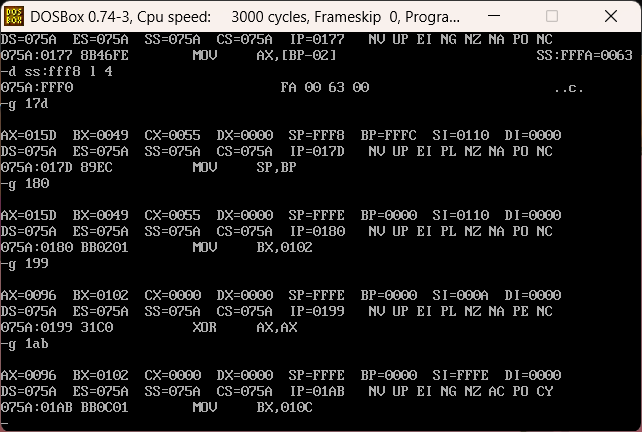 DOS BOX DOSBox 0.74-3, Cpu speed: 3000 cycles, Frameskip 0, Progra...
DS=075A ES=075A SS=075A CS=075A IP=0177 NV UP EI NG NZ NA PO NC
075A:0177 8B46FE MOV AX,[BP-02] SS:FFFA=0063
-d ss:fff8 l 4
075A:FFF0 FA 00 63 00 ..c.
-g 17d
AX=015D BX=0049 CX=0055 DX=0000 SP=FFF8 BP=FFFC SI=0110 DI=0000
DS=075A ES=075A SS=075A CS=075A IP=017D NV UP EI PL NZ NA PO NC
075A:017D 89EC MOV SP,BP
-g 180
AX=015D BX=0049 CX=0055 DX=0000 SP=FFFE BP=0000 SI=0110 DI=0000
DS=075A ES=075A SS=075A CS=075A IP=0180 NV UP EI PL NZ NA PO NC
075A:0180 BB0201 MOV BX,0102
-g 199
AX=0096 BX=0102 CX=0000 DX=0000 SP=FFFE BP=0000 SI=000A DI=0000
DS=075A ES=075A SS=075A CS=075A IP=0199 NV UP EI PL NZ NA PE NC
075A:0199 31C0 XOR AX,AX
-g 1ab
AX=0096 BX=0102 CX=0000 DX=0000 SP=FFFE BP=0000 SI=FFFE DI=0000
DS=075A ES=075A SS=075A CS=075A IP=01AB NV UP EI NG NZ AC PO CY
075A:01AB BB0C01 MOV BX,010C
-